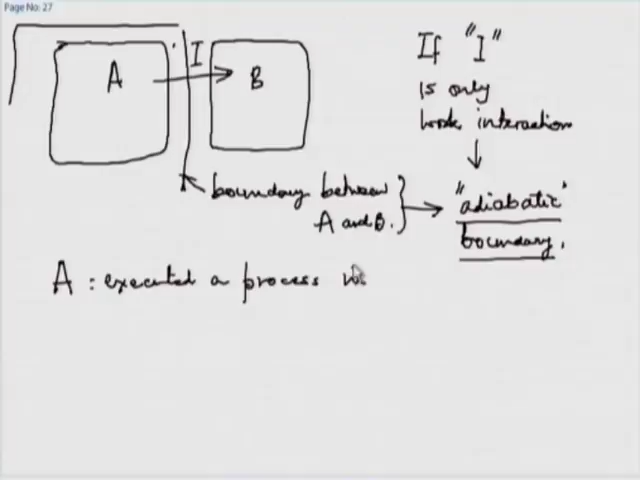 Page No: 27
A
I
B
If "I"
is only
work interaction
boundary between
A and B.
"adiabatic"
boundary.
A : executed a process